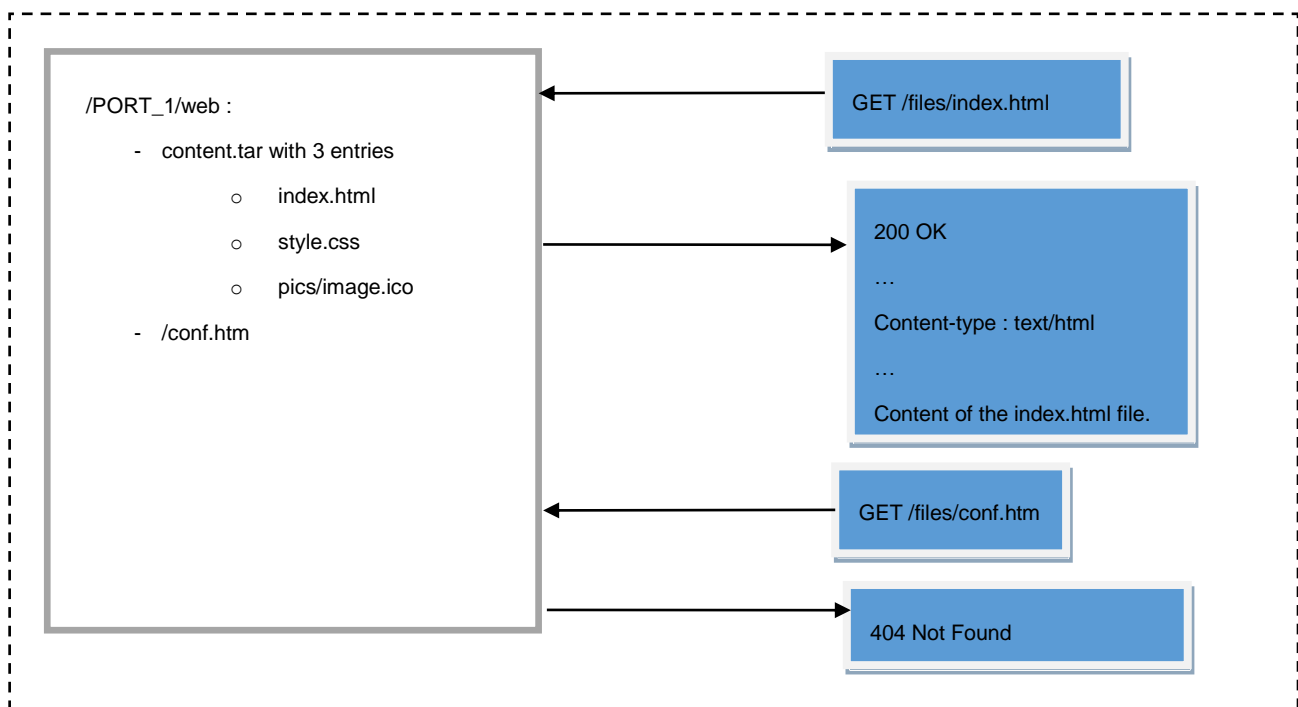 /PORT_1/web :
- content.tar with 3 entries
o index.html
o style.css
o pics/image.ico
- /conf.htm
GET /files/index.html
200 OK
…
Content-type : text/html
…
Content of the index.html file.
GET /files/conf.htm
404 Not Found